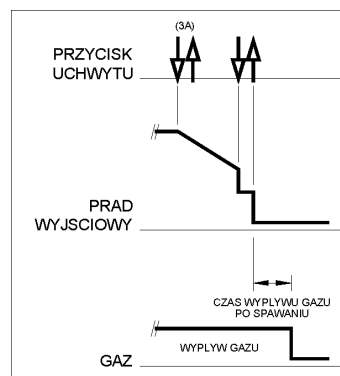 (3A)
PRZYCISK
UCHWYTU
PRAD
WYJSCIOWY
CZAS WYPLYWU GAZU
PO SPAWANIU
WYPLYW GAZU
GAZ